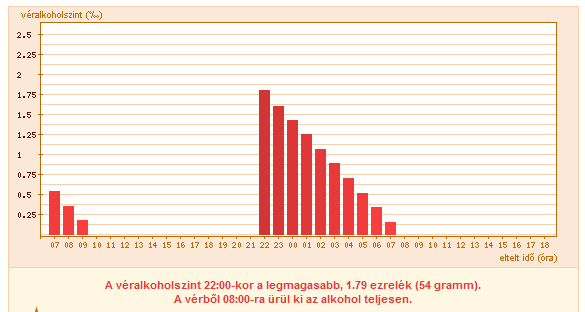 véralkoholszint (‰)
2.5
2.25
2
1.75
1.5
1.25
1
0.75
0.5
0.25
07 08 09 10 11 12 13 14 15 16 17 18 19 20 21 22 23 00 01 02 03 04 05 06 07 08 09 10 11 12 13 14 15 16 17 18
eltelt idő (óra)
A véralkoholszint 22:00-kor a legmagasabb, 1.79 ezrelék (54 gramm).
A vérből 08:00-ra ürül ki az alkohol teljesen.